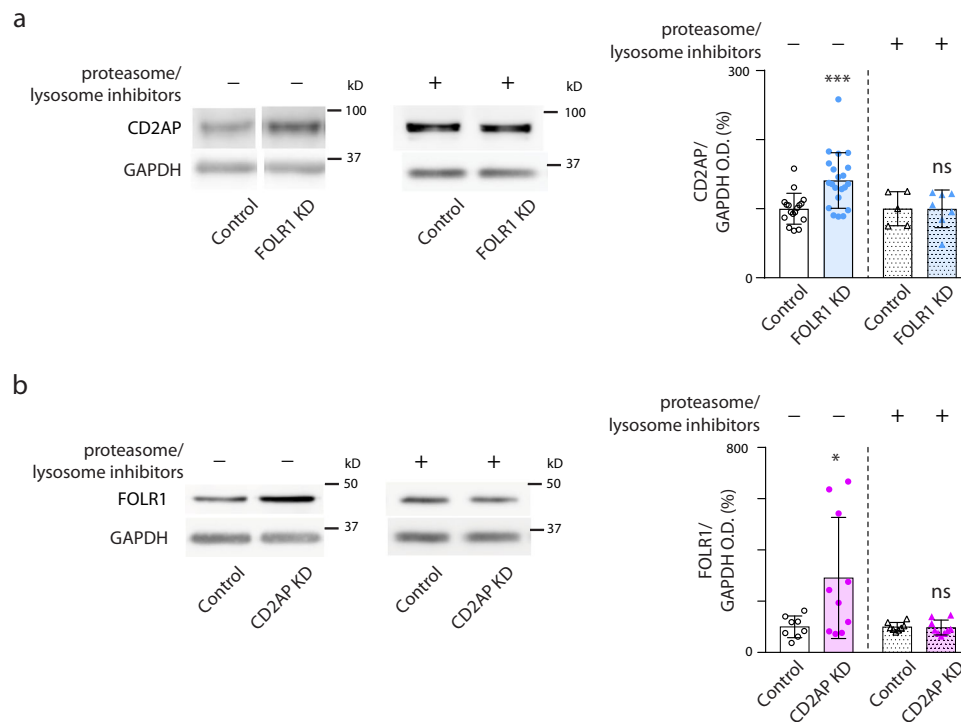 a
proteasome/
lysosome inhibitors
− − + +
kD kD
100 100
CD2AP
37 37
GAPDH
Control FOLR1 KD Control FOLR1 KD
proteasome/
lysosome inhibitors
− − + +
300
***
ns
CD2AP/
GAPDH O.D. (%)
0
Control FOLR1 KD Control FOLR1 KD
b
proteasome/
lysosome inhibitors
− − + +
kD kD
50 50
FOLR1
37 37
GAPDH
Control CD2AP KD Control CD2AP KD
proteasome/
lysosome inhibitors
− − + +
800
*
ns
FOLR1/
GAPDH O.D. (%)
0
Control CD2AP KD Control CD2AP KD